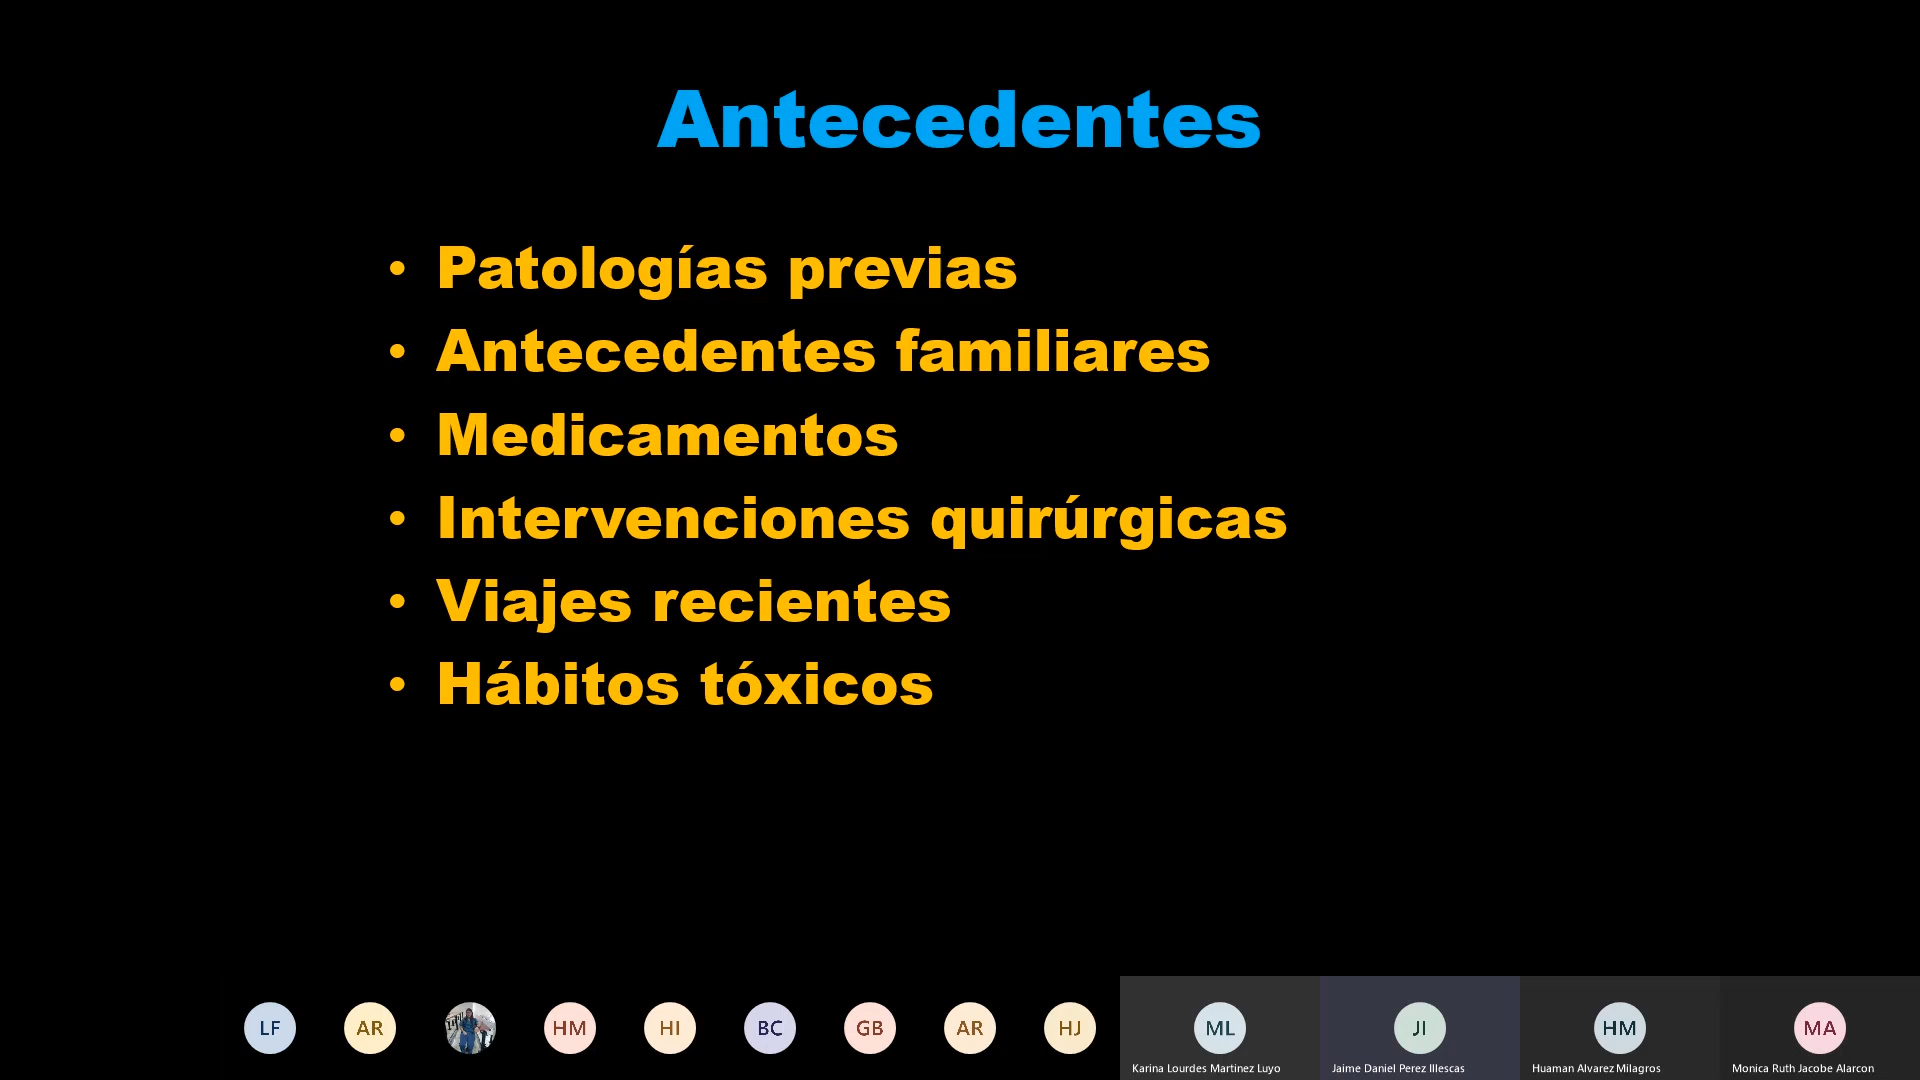 Antecedentes
• Patologías previas
• Antecedentes familiares
• Medicamentos
• Intervenciones quirúrgicas
• Viajes recientes
• Hábitos tóxicos
LF AR HM HI BC GB AR HJ ML JI HM MA
Karina Lourdes Martinez Luyo Jaime Daniel Perez Illescas Huaman Alvarez Milagros Monica Ruth Jacobe Alarcon